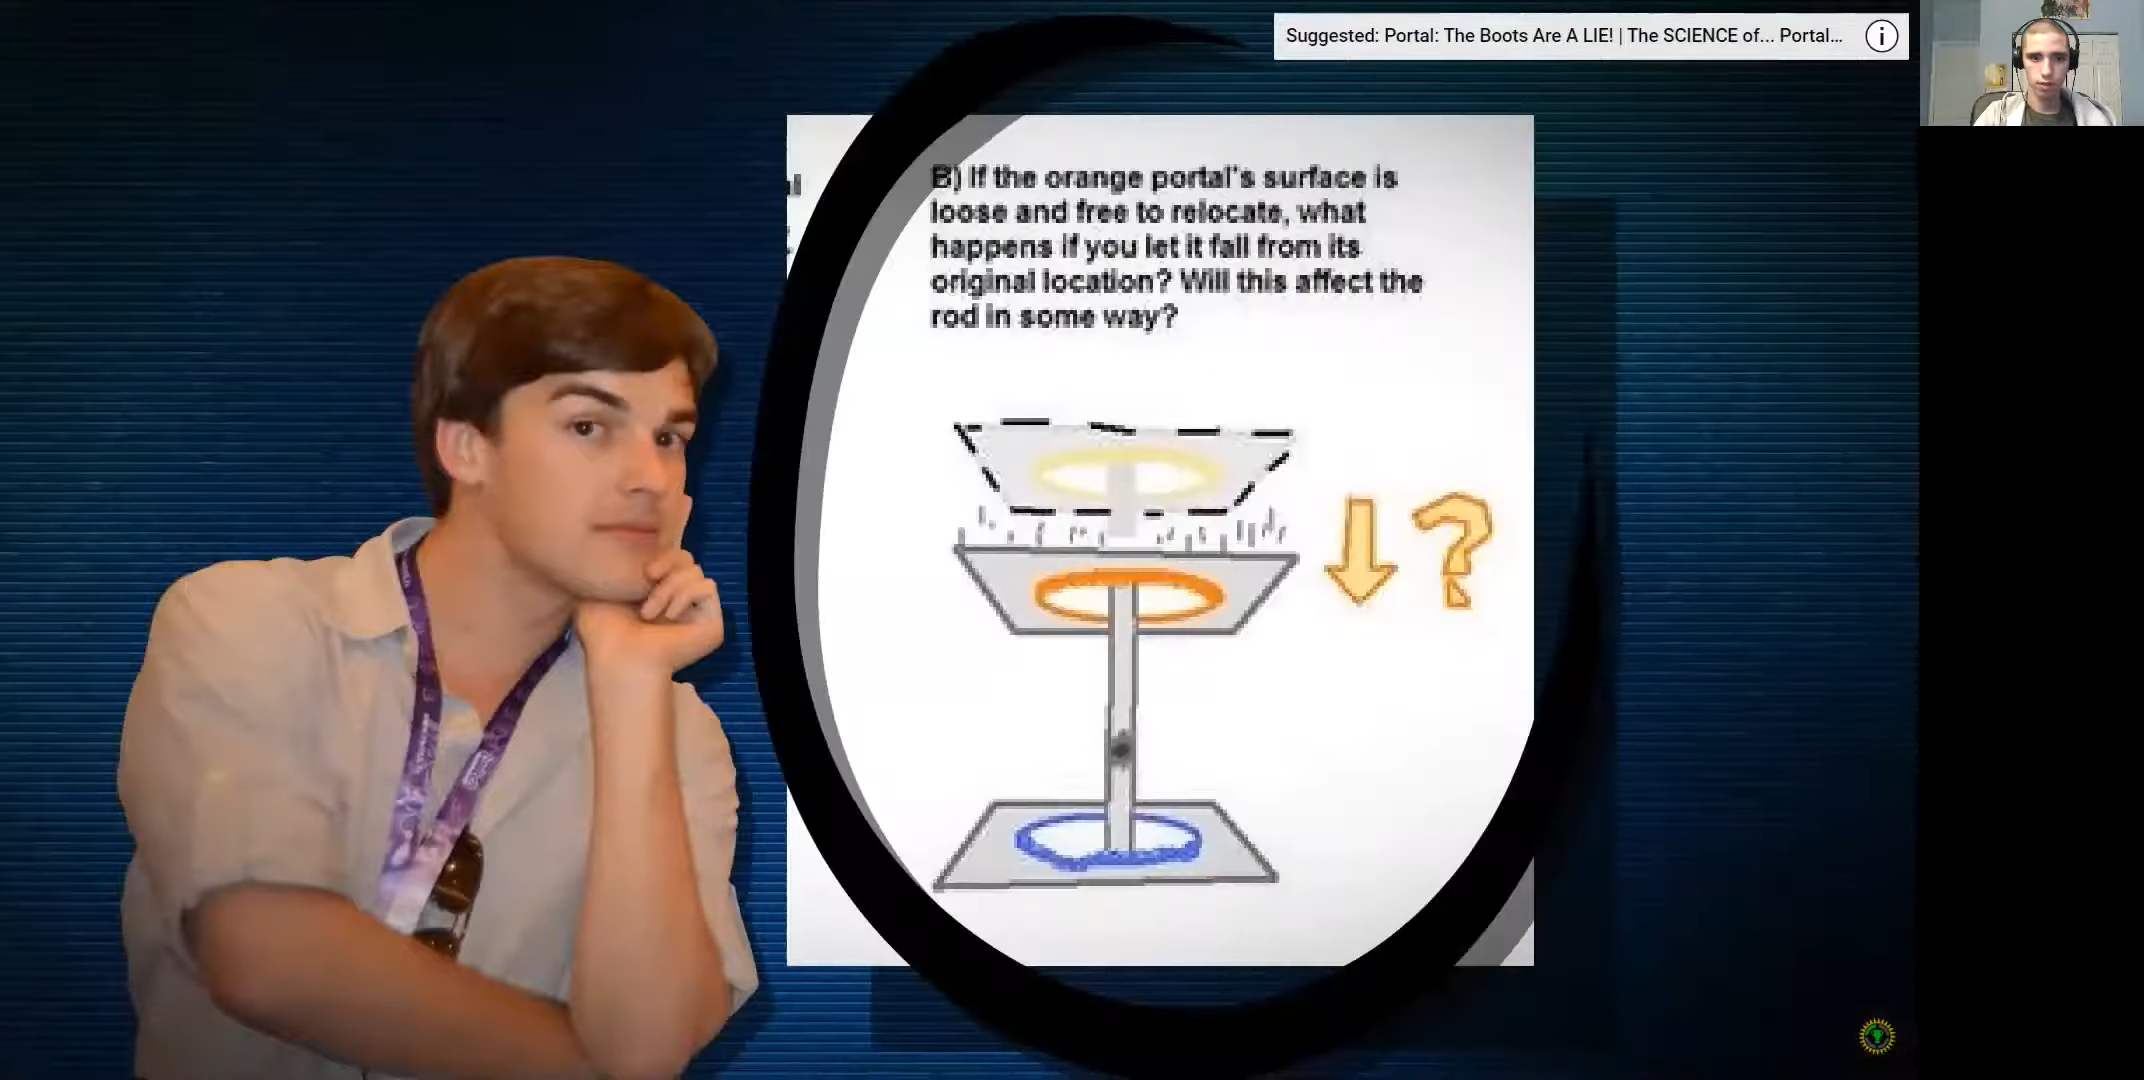 Suggested: Portal: The Boots Are A LIE! | The SCIENCE of... Portal...
B) If the orange portal's surface is
loose and free to relocate, what
happens if you let it fall from its
original location? Will this affect the
rod in some way?